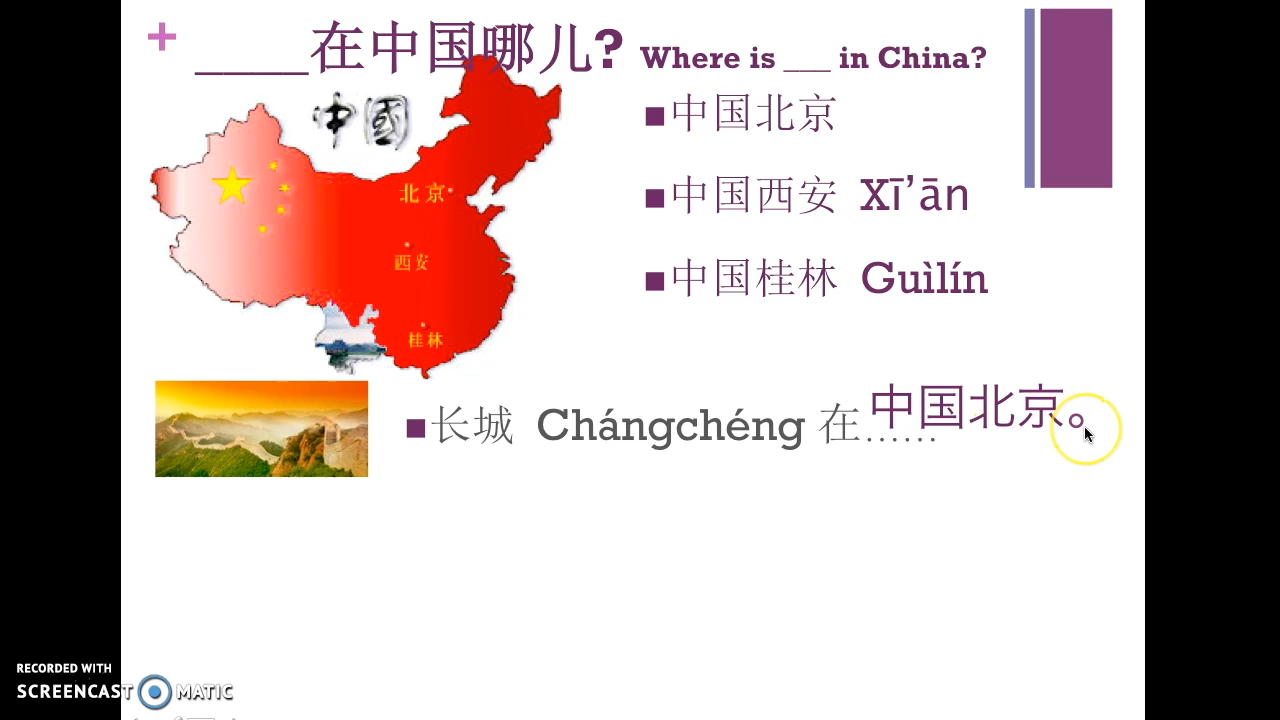 +
____在中国哪儿? Where is ___ in China?
中國
■中国北京
■中国西安 Xī’ān
■中国桂林 Guìlín
北京
西安
桂林
■长城 Chángchéng 在……中国北京。
RECORDED WITH
SCREENCAST MATIC